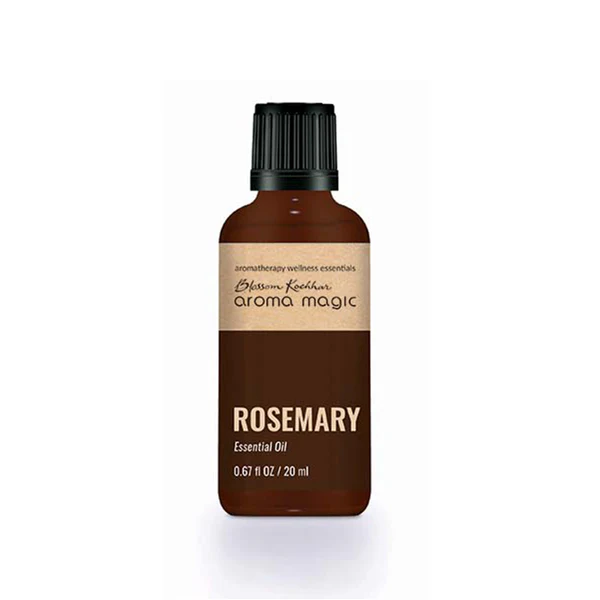 aromatherapy wellness essentials
Blossom Kochhar
aroma magic
ROSEMARY
Essential Oil
0.67 fl OZ / 20 ml